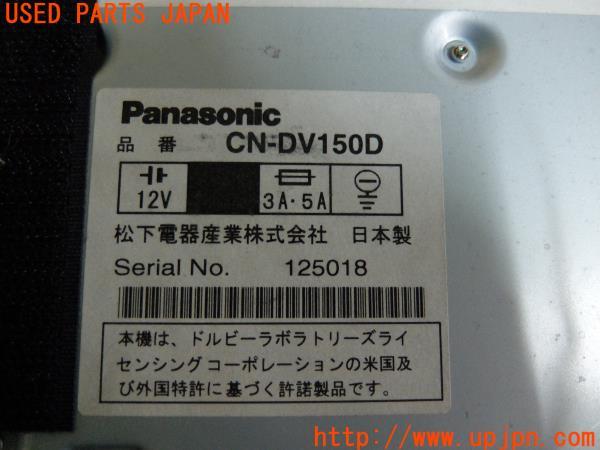 USED PARTS JAPAN
Panasonic
品番 CN-DV150D
12V 3A·5A
松下電器産業株式会社 日本製
Serial No. 125018
本機は、ドルビーラボラトリーズライ
センシングコーポレーションの米国及
び外国特許に基づく許諾製品です。
http://www.upjpn.com